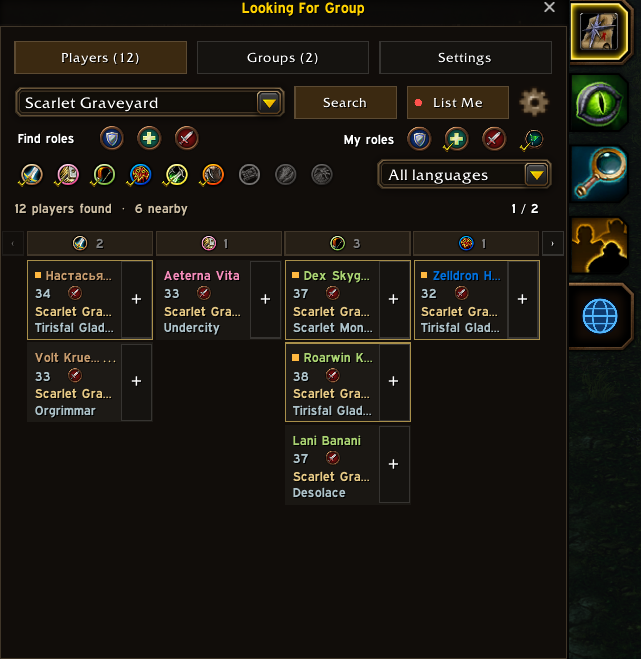 Looking For Group
Players (12)
Groups (2)
Settings
Scarlet Graveyard
Search
List Me
Find roles
My roles
All languages
12 players found · 6 nearby
1 / 2
2
1
3
1
Настасья...
34
Scarlet Gra...
Tirisfal Glad...
Aeterna Vita
33
Scarlet Gra...
Undercity
Dex Skyg...
37
Scarlet Gra...
Scarlet Mon...
Zelldron H...
32
Scarlet Gra...
Tirisfal Glad...
Volt Krue... ...
33
Scarlet Gra...
Orgrimmar
Roarwin K...
38
Scarlet Gra...
Tirisfal Glad...
Lani Banani
37
Scarlet Gra...
Desolace